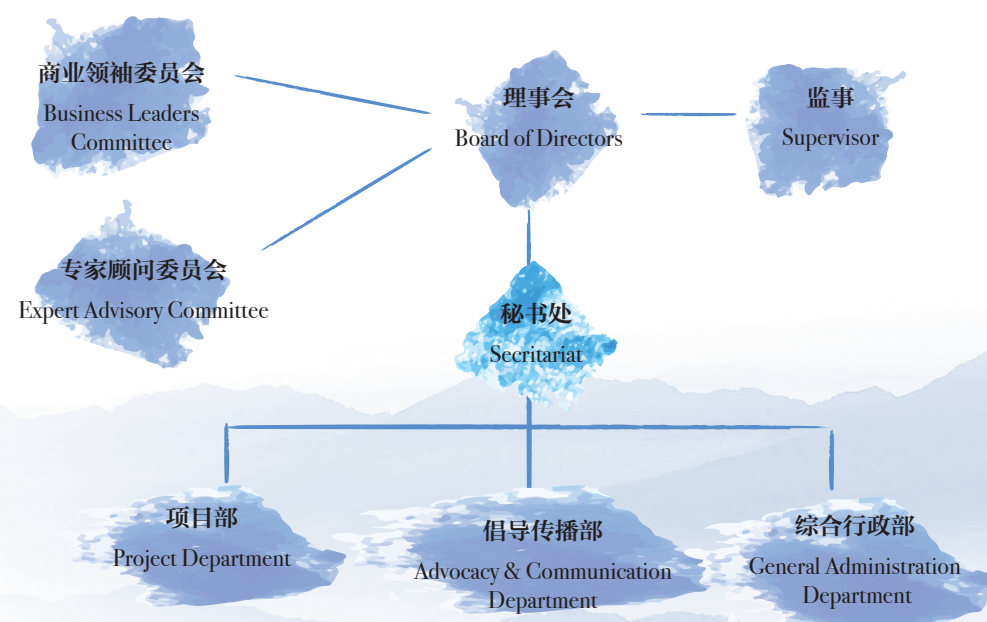 商业领袖委员会
Business Leaders
Committee
理事会
Board of Directors
监事
Supervisor
专家顾问委员会
Expert Advisory Committee
秘书处
Secritariat
项目部
Project Department
倡导传播部
Advocacy & Communication
Department
综合行政部
General Administration
Department